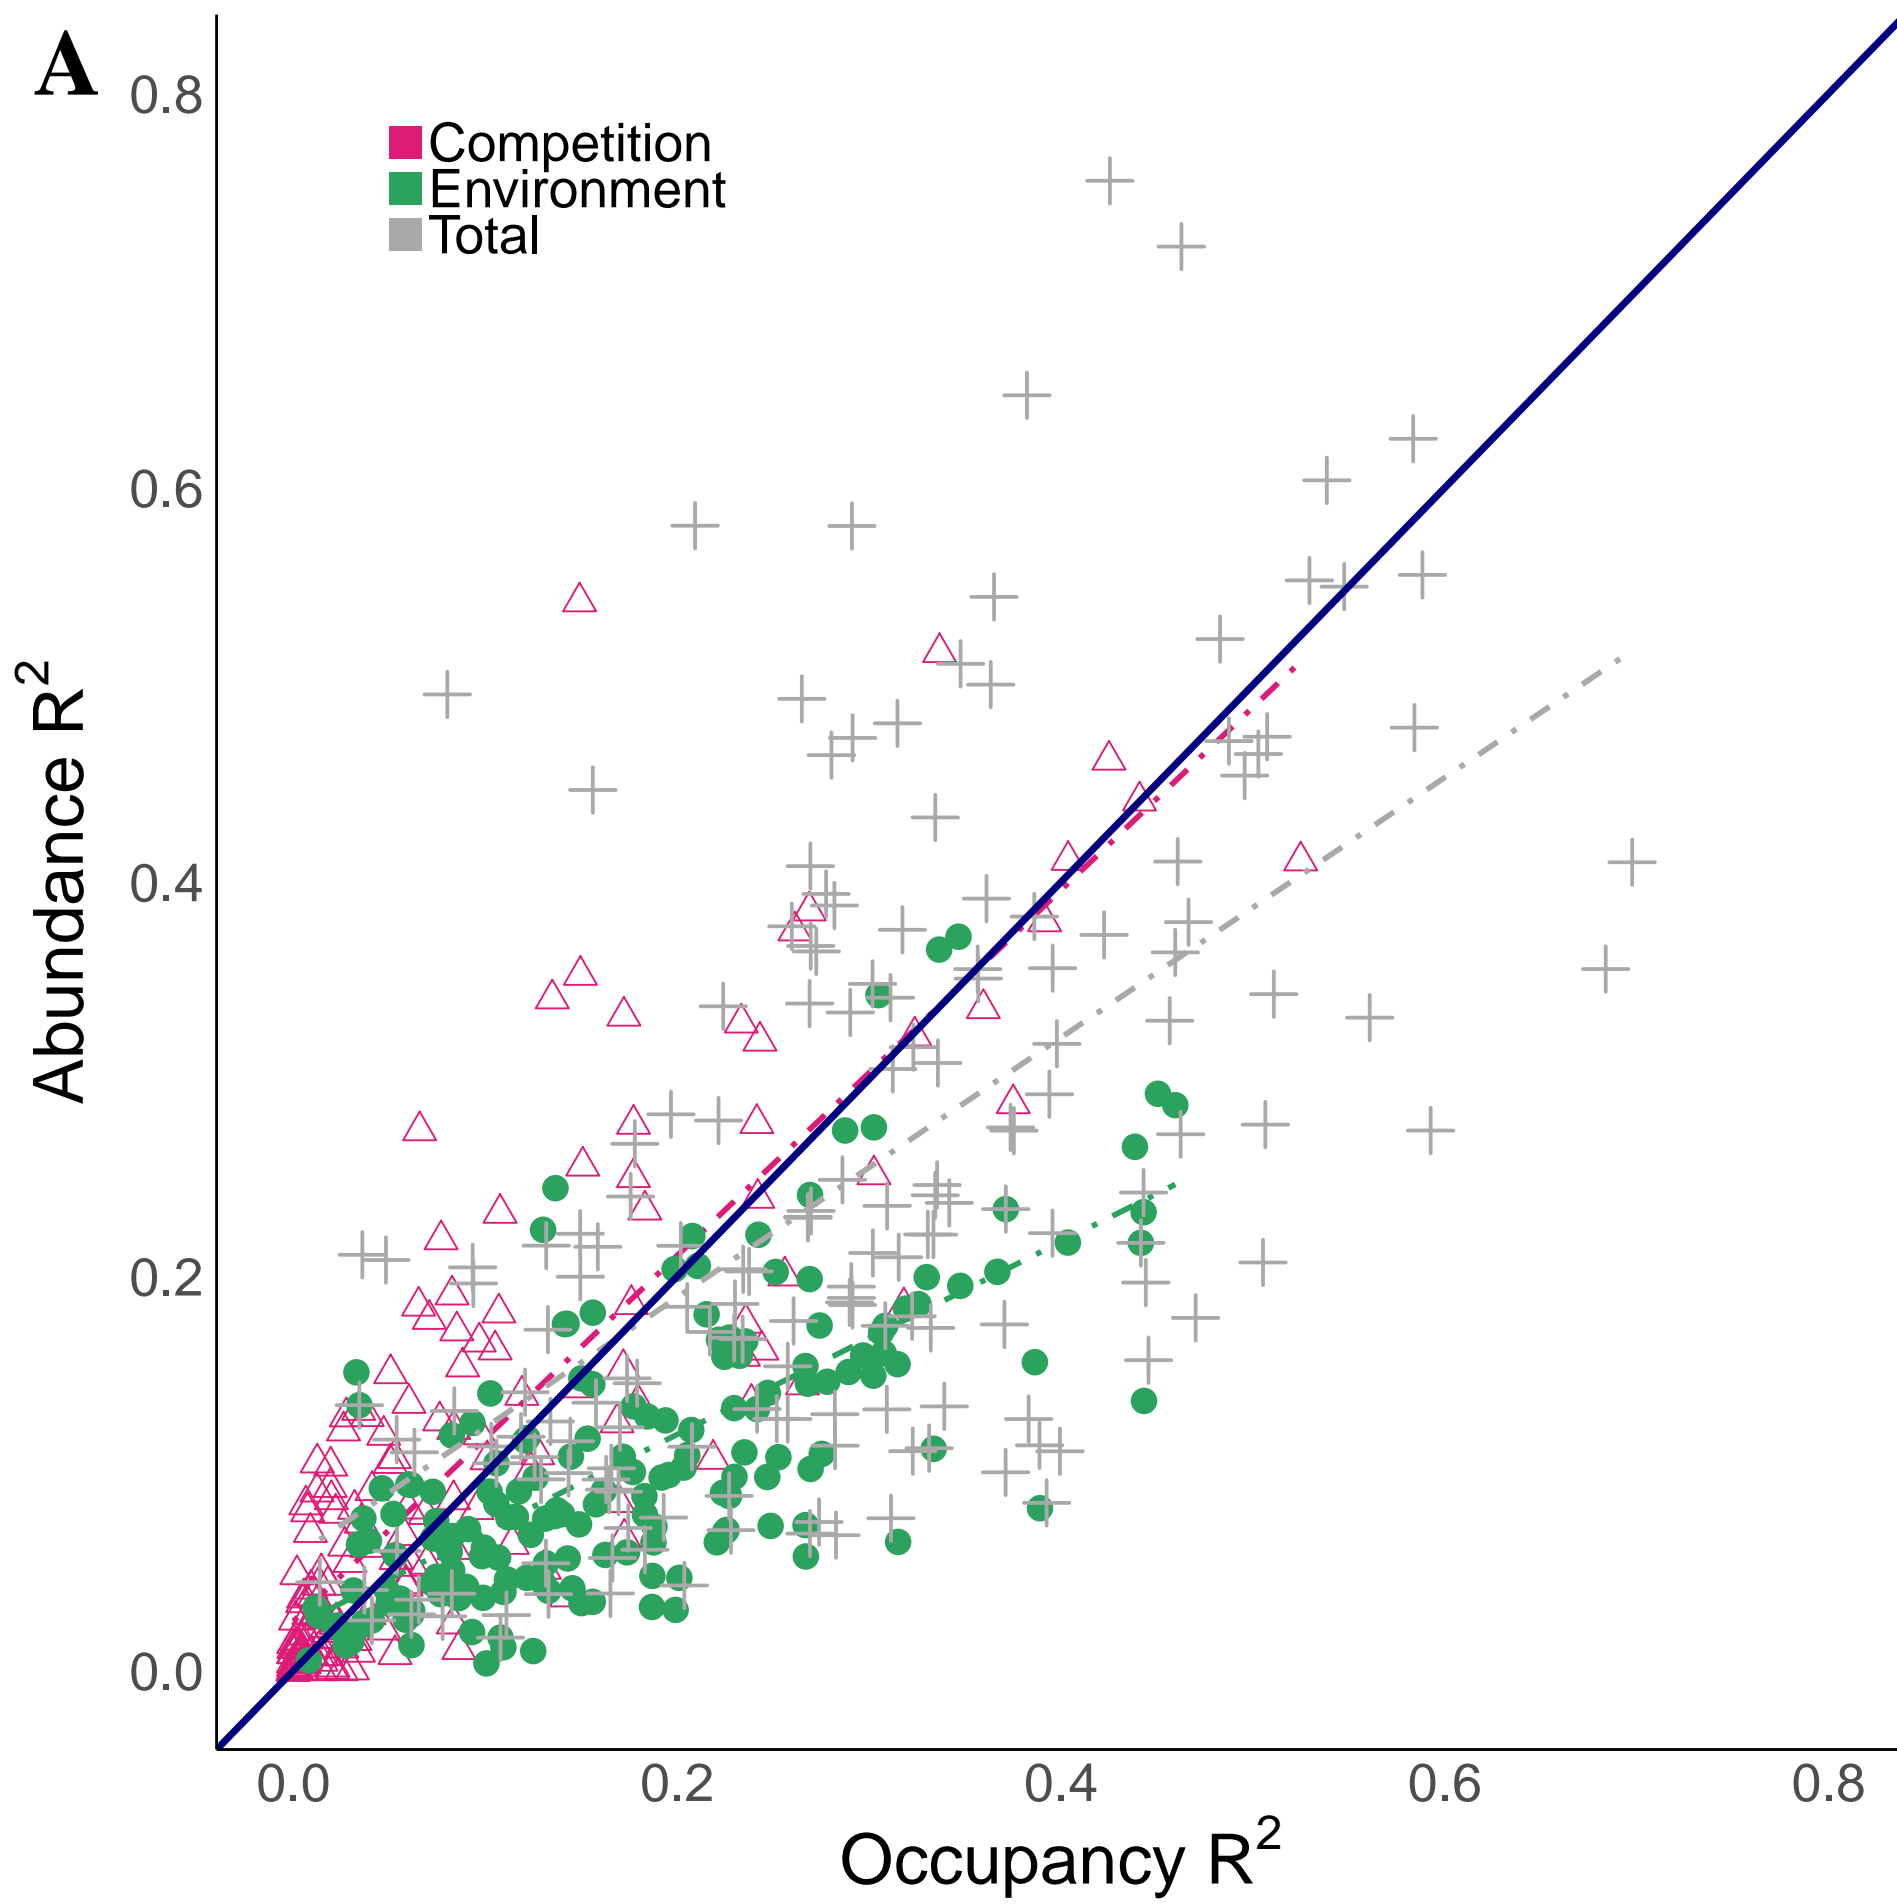 A
0.8
Competition
Environment
Total
0.6
0.4
0.2
0.0
Abundance R²
0.0 0.2 0.4 0.6 0.8
Occupancy R²